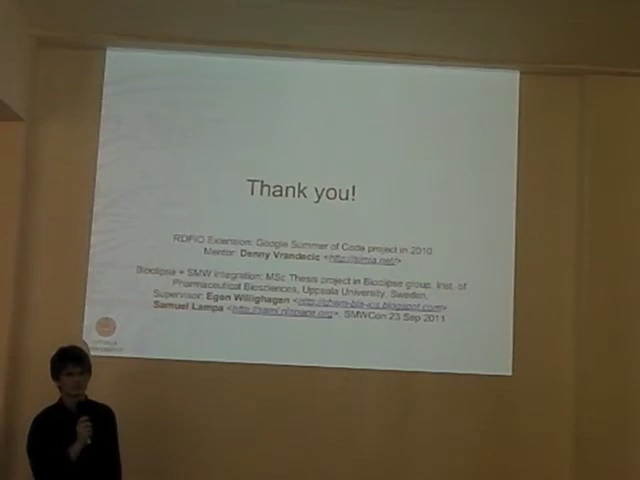 Thank you!
RDFIO Extension: Google Summer of Code project in 2010
Mentor: Denny Vrandecic <http://simia.net/>
Bioclipse + SMW Integration: MSc Thesis project in Bioclipse group, Inst. of
Pharmaceutical Biosciences, Uppsala University, Sweden,
Supervisor: Egon Willighagen <http://chem-bla-ics.blogspot.com>
Samuel Lampa <http://saml.rilspace.org>, SMWCon 23 Sep 2011
UPPSALA
UNIVERSITET